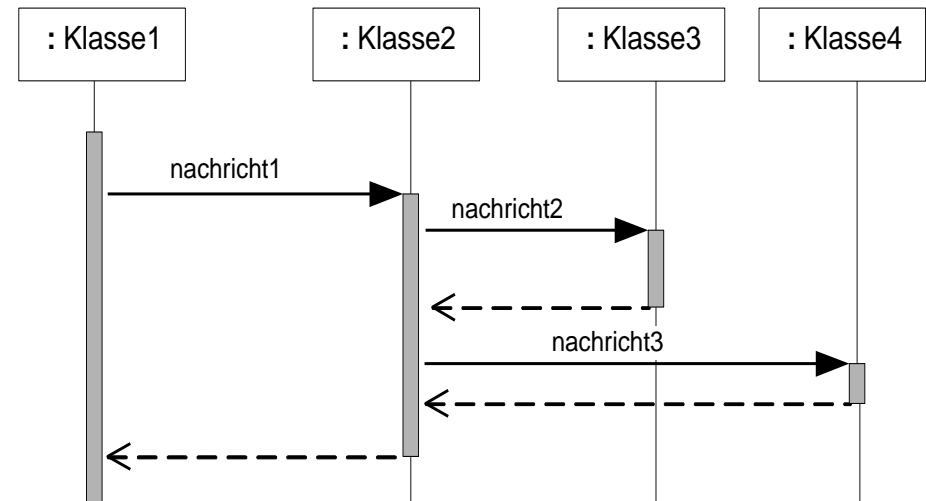 : Klasse1
: Klasse2
: Klasse3
: Klasse4
nachricht1
nachricht2
nachricht3